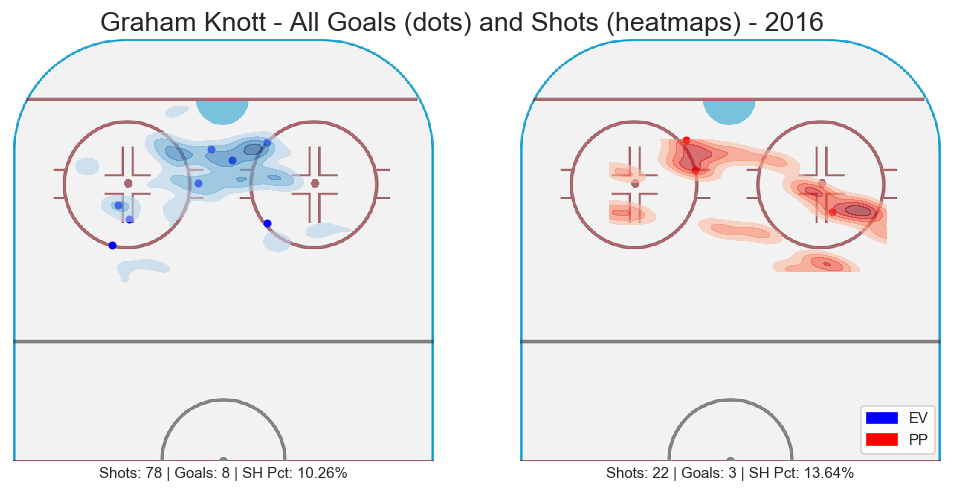 Graham Knott - All Goals (dots) and Shots (heatmaps) - 2016
EV
PP
Shots: 78 | Goals: 8 | SH Pct: 10.26%
Shots: 22 | Goals: 3 | SH Pct: 13.64%